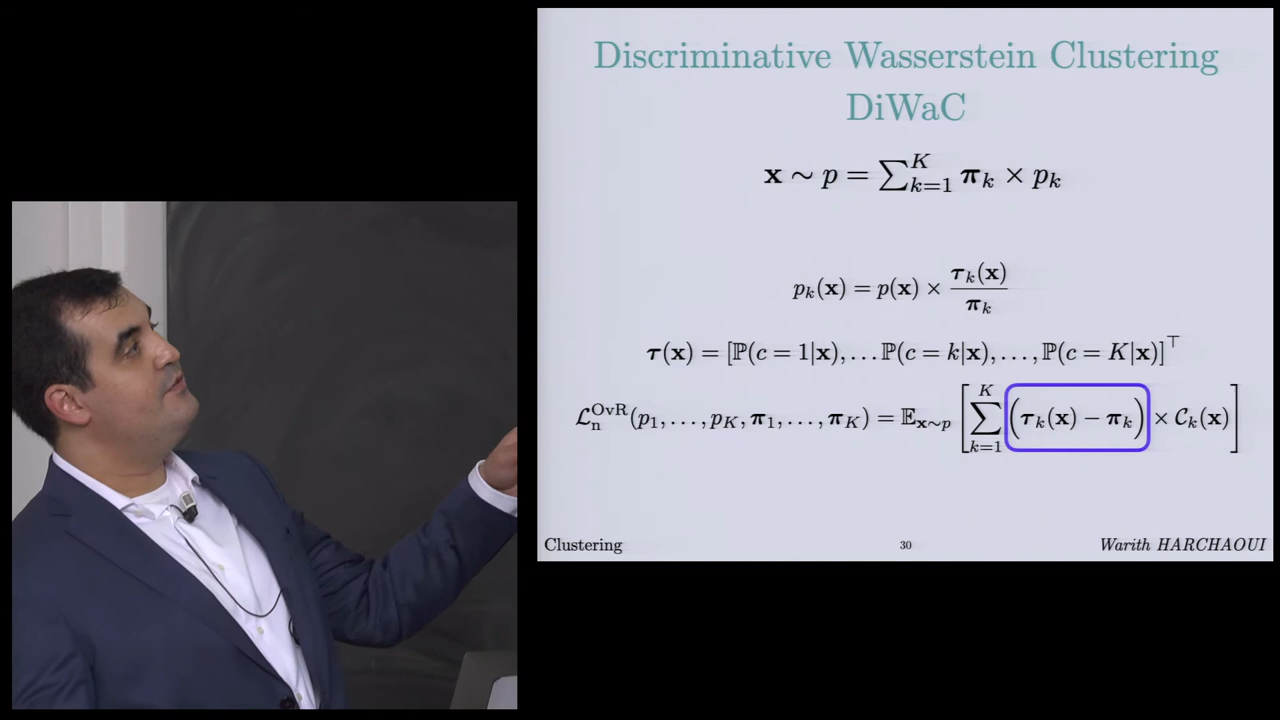 Discriminative Wasserstein Clustering
DiWaC
𝐱 ∼ p = ∑_{k=1}^{K} 𝝅_k × p_k
p_k(𝐱) = p(𝐱) × 𝝉_k(𝐱) / 𝝅_k
𝝉(𝐱) = [ℙ(c = 1|𝐱), … ℙ(c = k|𝐱), … , ℙ(c = K|𝐱)]^⊤
𝓛_n^{OvR}(p_1, … , p_K, 𝝅_1, … , 𝝅_K) = 𝔼_{𝐱∼p} [∑_{k=1}^{K} (𝝉_k(𝐱) − 𝝅_k) × 𝓒_k(𝐱)]
Clustering 30 Warith HARCHAOUI